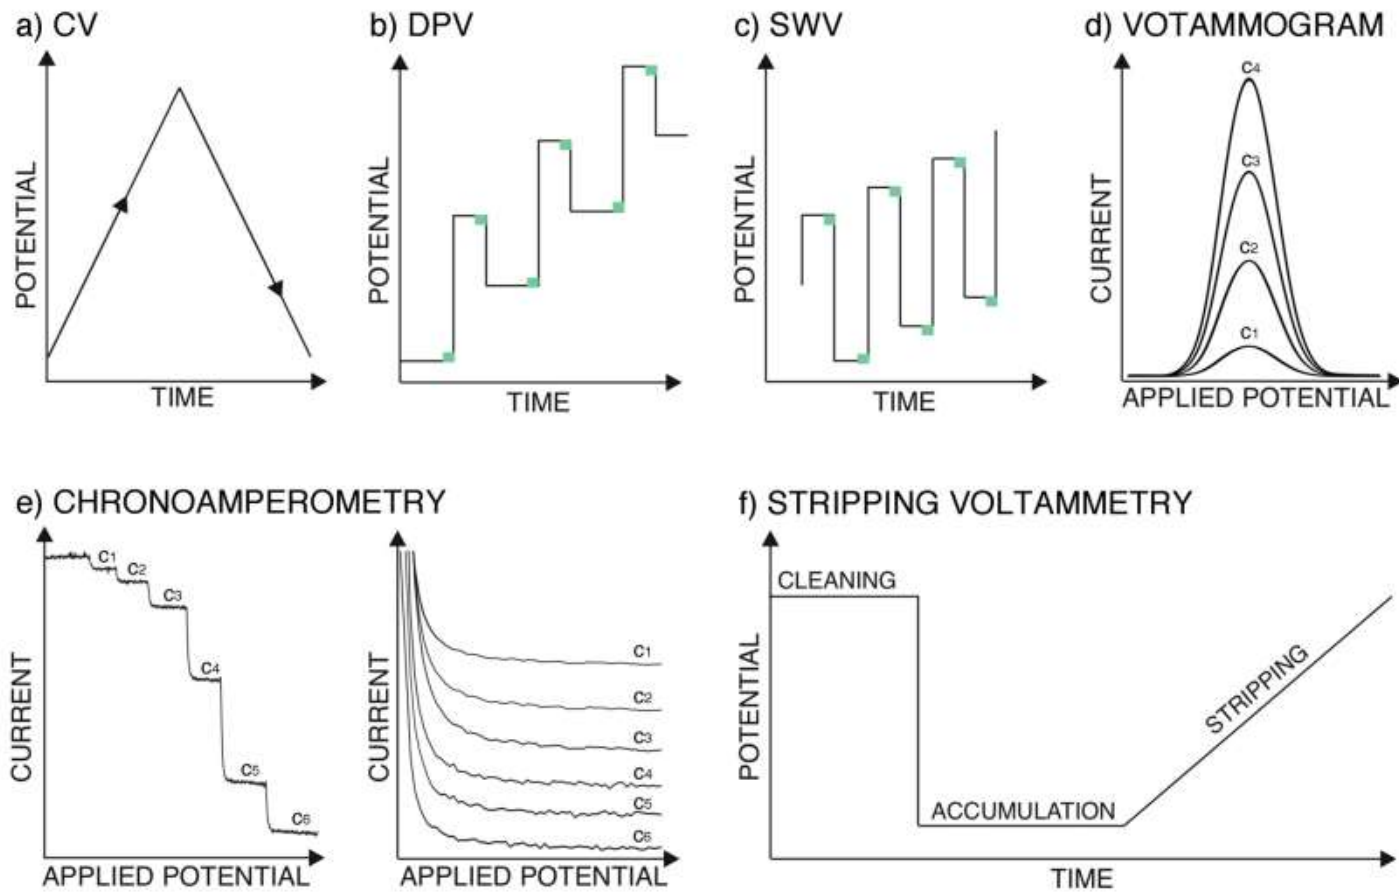 a) CV
POTENTIAL
TIME
b) DPV
POTENTIAL
TIME
c) SWV
POTENTIAL
TIME
d) VOTAMMOGRAM
CURRENT
C4
C3
C2
C1
APPLIED POTENTIAL
e) CHRONOAMPEROMETRY
CURRENT
C1
C2
C3
C4
C5
C6
APPLIED POTENTIAL
CURRENT
C1
C2
C3
C4
C5
C6
APPLIED POTENTIAL
f) STRIPPING VOLTAMMETRY
POTENTIAL
CLEANING
ACCUMULATION
STRIPPING
TIME